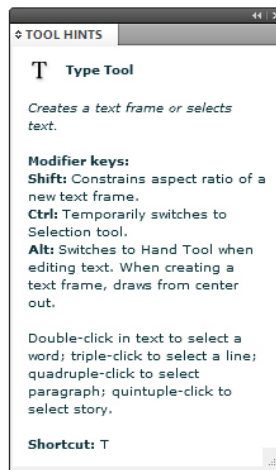 TOOL HINTS
T Type Tool
Creates a text frame or selects
text.
Modifier keys:
Shift: Constrains aspect ratio of a
new text frame.
Ctrl: Temporarily switches to
Selection tool.
Alt: Switches to Hand Tool when
editing text. When creating a
text frame, draws from center
out.
Double-click in text to select a
word; triple-click to select a line;
quadruple-click to select
paragraph; quintuple-click to
select story.
Shortcut: T